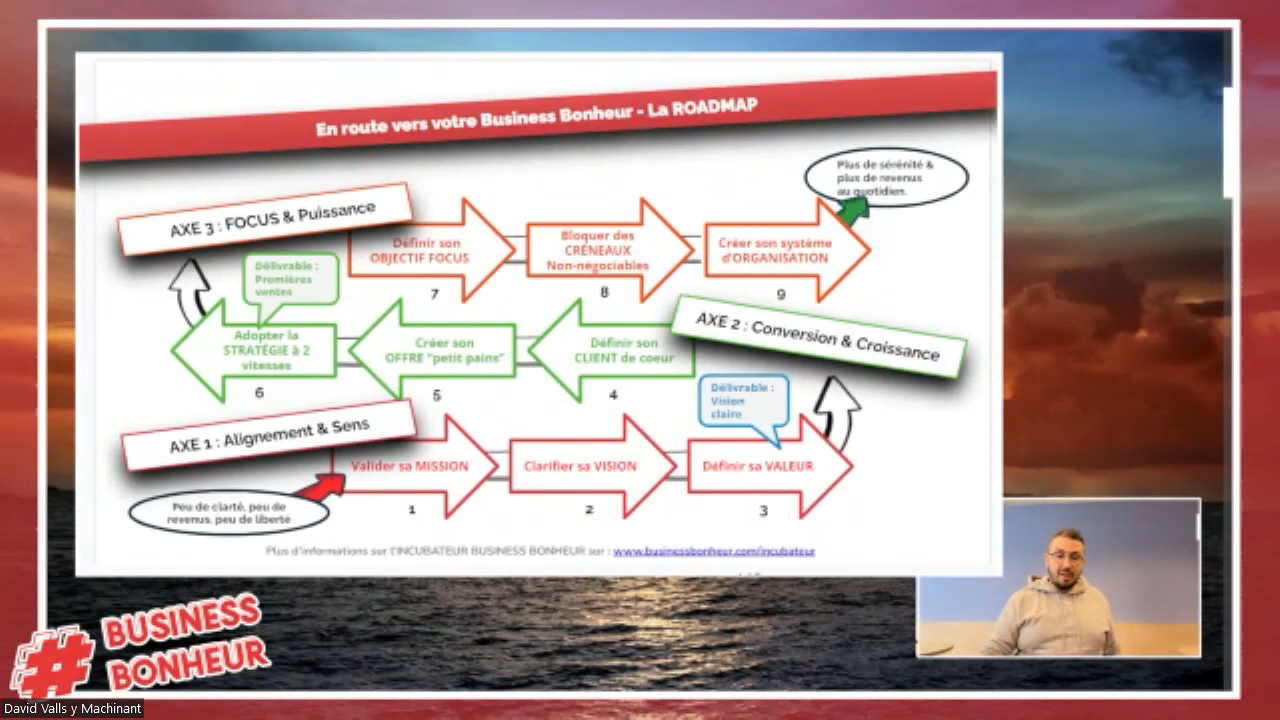 En route vers votre Business Bonheur - La ROADMAP
Plus de sérénité &
plus de revenus
au quotidien.
AXE 3 : FOCUS & Puissance
Définir son
OBJECTIF FOCUS
7
Bloquer des
CRÉNEAUX
Non-négociables
8
Créer son système
d'ORGANISATION
9
Délivrable :
Premières
ventes
AXE 2 : Conversion & Croissance
Adopter la
STRATÉGIE à 2
vitesses
6
Créer son
OFFRE "petit pains"
5
Définir son
CLIENT de coeur
4
Délivrable :
Vision
claire
AXE 1 : Alignement & Sens
Valider sa MISSION
1
Clarifier sa VISION
2
Définir sa VALEUR
3
Peu de clarté, peu de
revenus, peu de liberté
Plus d'informations sur l'INCUBATEUR BUSINESS BONHEUR sur : www.businessbonheur.com/incubateur
# BUSINESS
BONHEUR
David Valls y Machinant